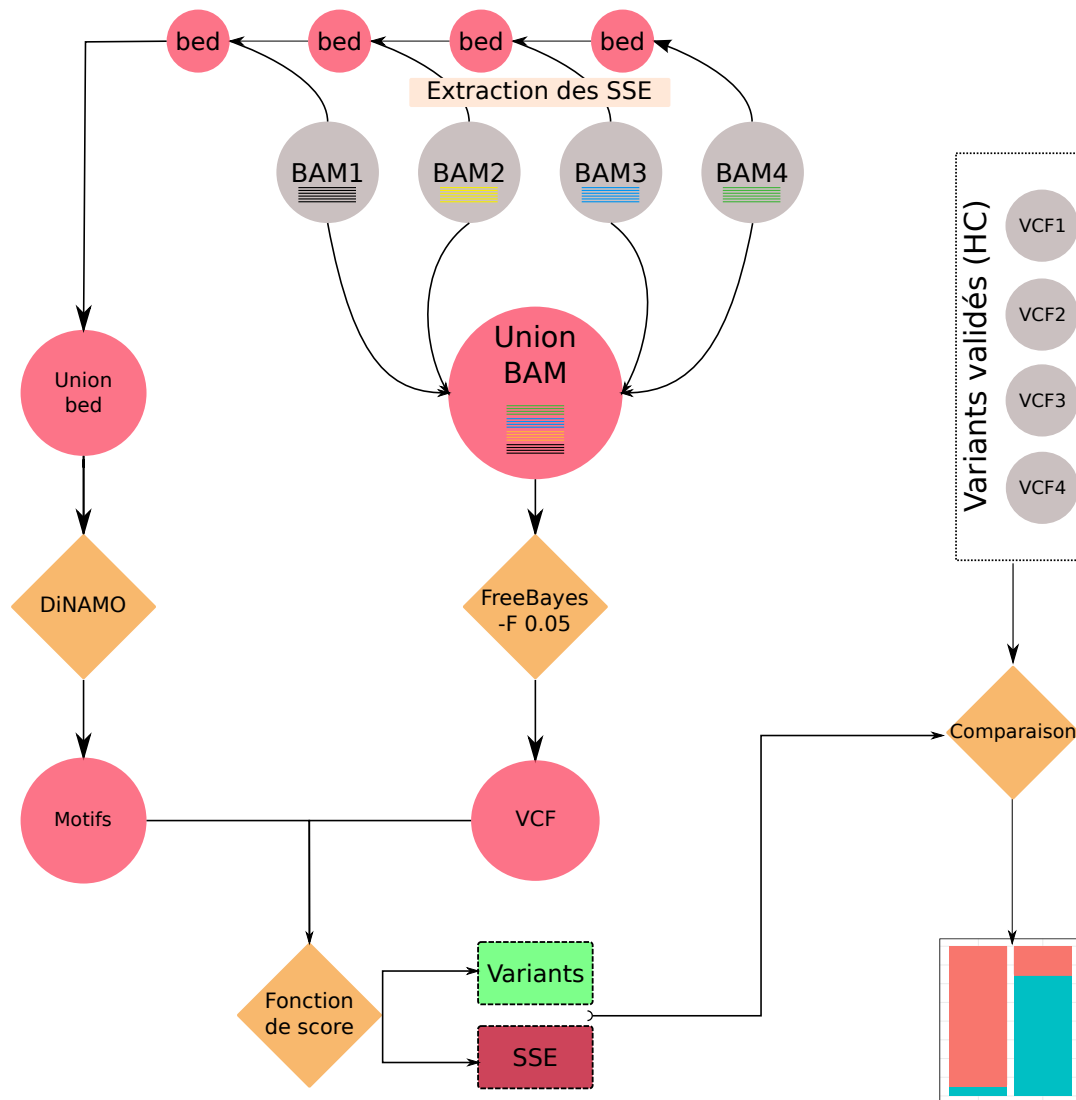 bed
bed
bed
bed
Extraction des SSE
BAM1
BAM2
BAM3
BAM4
Union
BAM
Union
bed
Variants validés (HC)
VCF1
VCF2
VCF3
VCF4
DiNAMO
FreeBayes
-F 0.05
Comparaison
Motifs
VCF
Fonction
de score
Variants
SSE